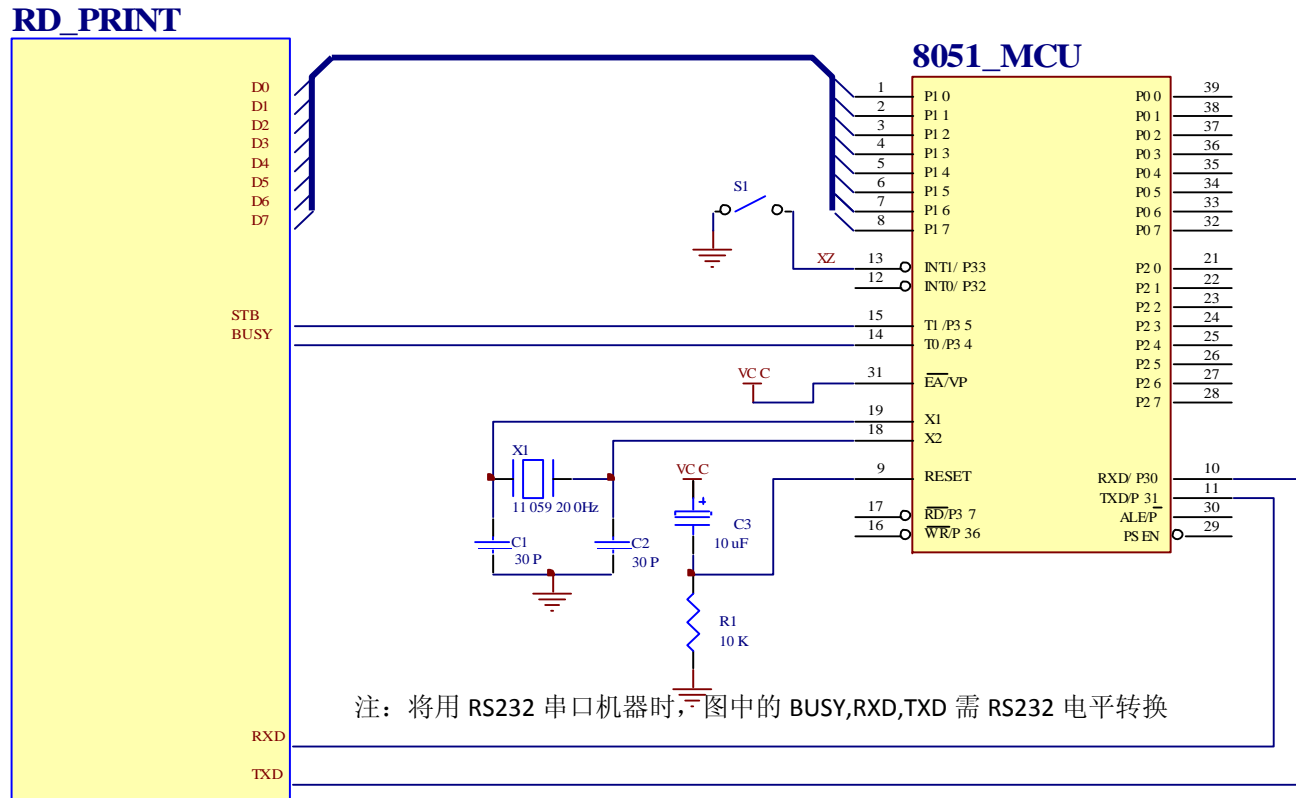 RD_PRINT
8051_MCU
D0
D1
D2
D3
D4
D5
D6
D7
STB
BUSY
RXD
TXD
S1
XZ
VCC
X1
11 059 20 0Hz
C1
30 P
C2
30 P
VCC
C3
10 uF
R1
10 K
1 P1 0
2 P1 1
3 P1 2
4 P1 3
5 P1 4
6 P1 5
7 P1 6
8 P1 7
13 INT1/ P33
12 INT0/ P32
15 T1 /P3 5
14 T0 /P3 4
31 EA/VP
19 X1
18 X2
9 RESET
17 RD/P3 7
16 WR/P 36
P0 0 39
P0 1 38
P0 2 37
P0 3 36
P0 4 35
P0 5 34
P0 6 33
P0 7 32
P2 0 21
P2 1 22
P2 2 23
P2 3 24
P2 4 25
P2 5 26
P2 6 27
P2 7 28
RXD/ P30 10
TXD/P 31 11
ALE/P 30
PS EN 29
注：将用 RS232 串口机器时，图中的 BUSY,RXD,TXD 需 RS232 电平转换